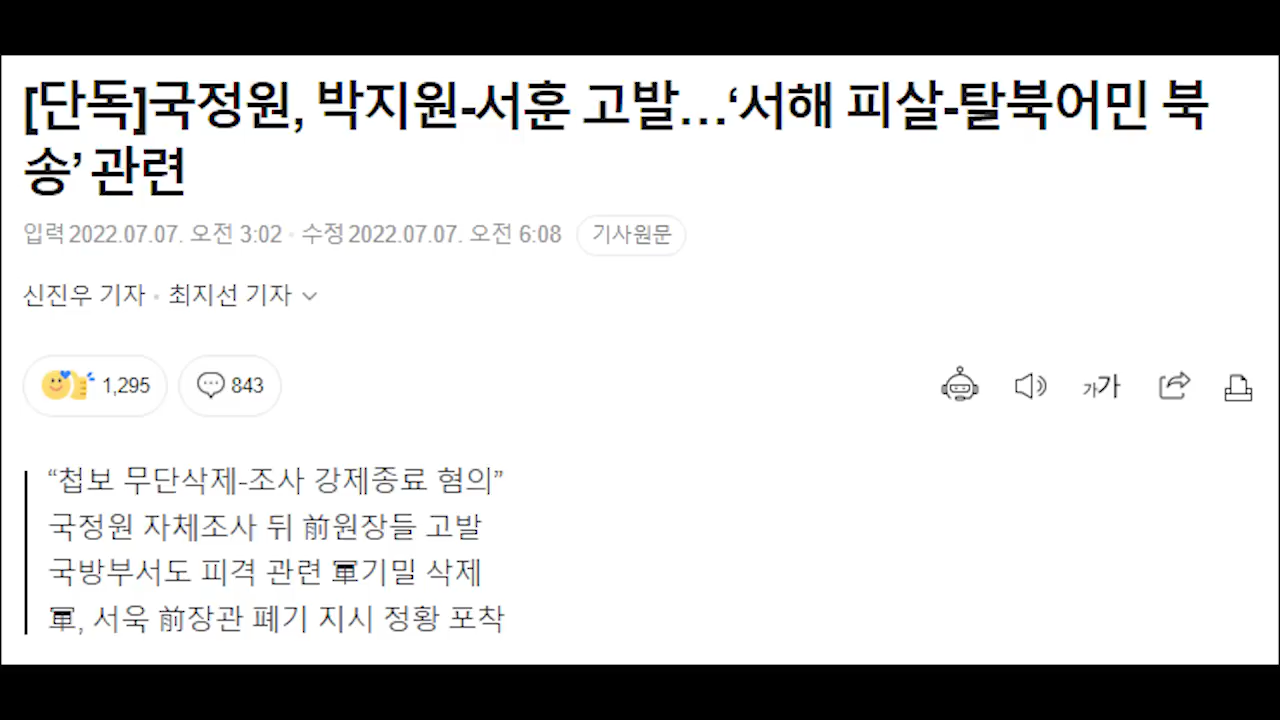 [단독]국정원, 박지원-서훈 고발…‘서해 피살-탈북어민 북
송’ 관련
입력 2022.07.07. 오전 3:02 · 수정 2022.07.07. 오전 6:08 기사원문
신진우 기자 · 최지선 기자
1,295 843 가가
“첩보 무단삭제-조사 강제종료 혐의”
국정원 자체조사 뒤 前원장들 고발
국방부서도 피격 관련 軍기밀 삭제
軍, 서욱 前장관 폐기 지시 정황 포착